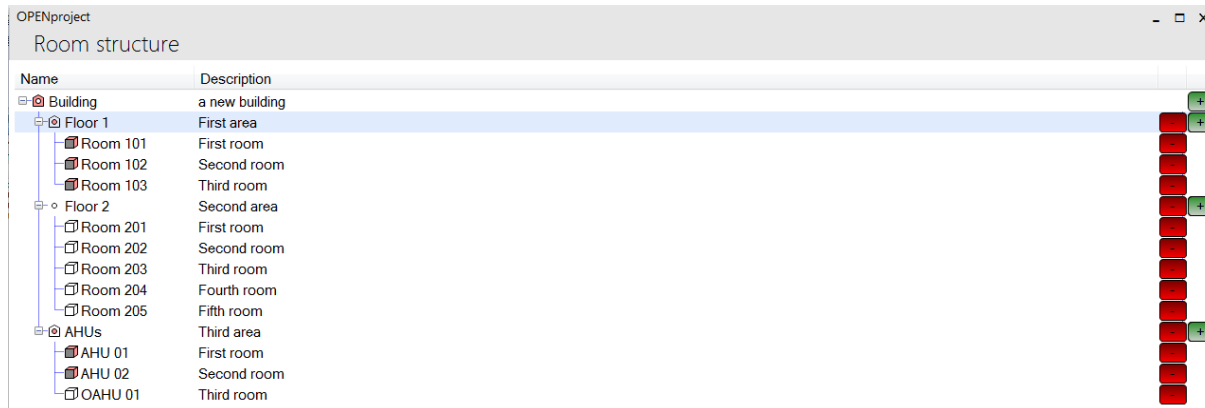 OPENproject
Room structure
Name Description
Building a new building +
Floor 1 First area - +
Room 101 First room -
Room 102 Second room -
Room 103 Third room -
Floor 2 Second area - +
Room 201 First room -
Room 202 Second room -
Room 203 Third room -
Room 204 Fourth room -
Room 205 Fifth room -
AHUs Third area - +
AHU 01 First room -
AHU 02 Second room -
OAHU 01 Third room -